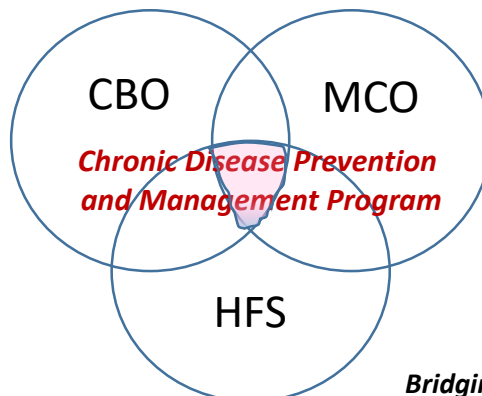 CBO
MCO
Chronic Disease Prevention
and Management Program
HFS